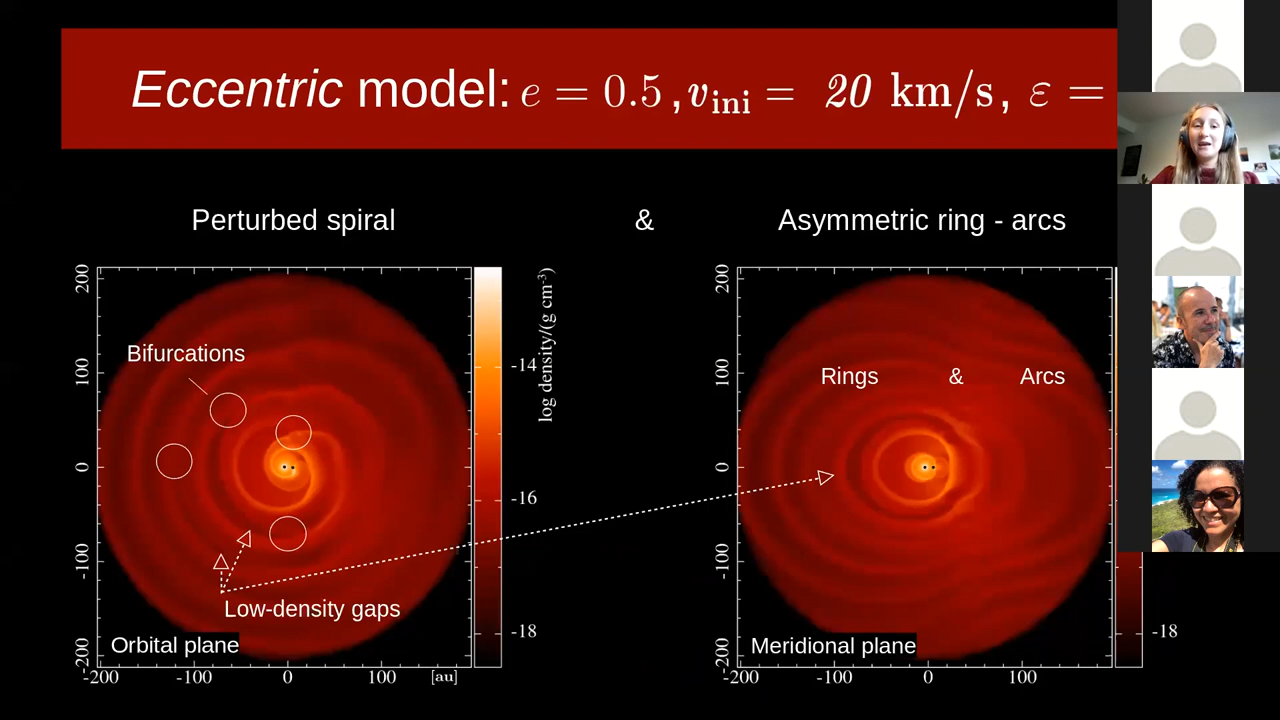 Eccentric model: e = 0.5 , v_ini = 20 km/s, ε =
Perturbed spiral & Asymmetric ring - arcs
200
100
0
-100
-200
Bifurcations
Low-density gaps
Orbital plane
-200 -100 0 100 [au]
-14
-16
-18
log density/(g cm⁻³)
200
100
0
-100
-200
Rings & Arcs
Meridional plane
-200 -100 0 100
-18